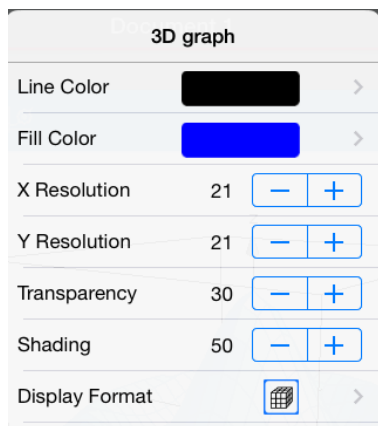 3D graph
Line Color
Fill Color
X Resolution 21 − +
Y Resolution 21 − +
Transparency 30 − +
Shading 50 − +
Display Format